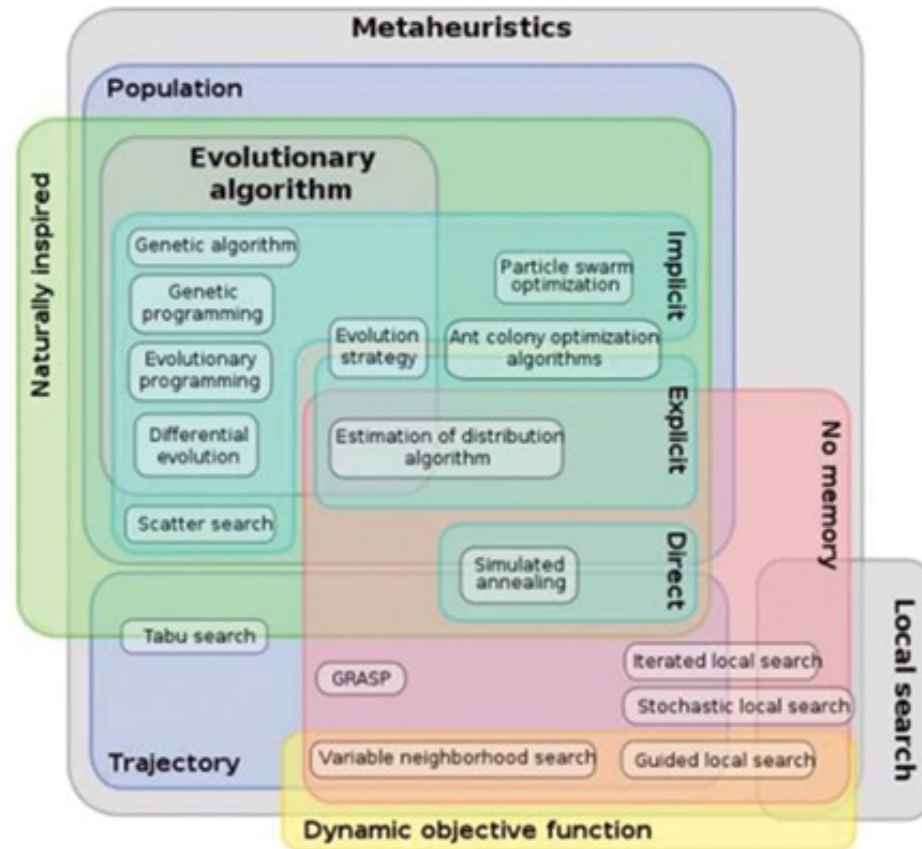 Metaheuristics
Population
Naturally inspired
Evolutionary
algorithm
Genetic algorithm
Genetic
programming
Evolutionary
programming
Differential
evolution
Scatter search
Evolution
strategy
Particle swarm
optimization
Ant colony optimization
algorithms
Implicit
Estimation of distribution
algorithm
Explicit
No memory
Simulated
annealing
Direct
Tabu search
GRASP
Iterated local search
Stochastic local search
Local search
Trajectory
Variable neighborhood search
Guided local search
Dynamic objective function